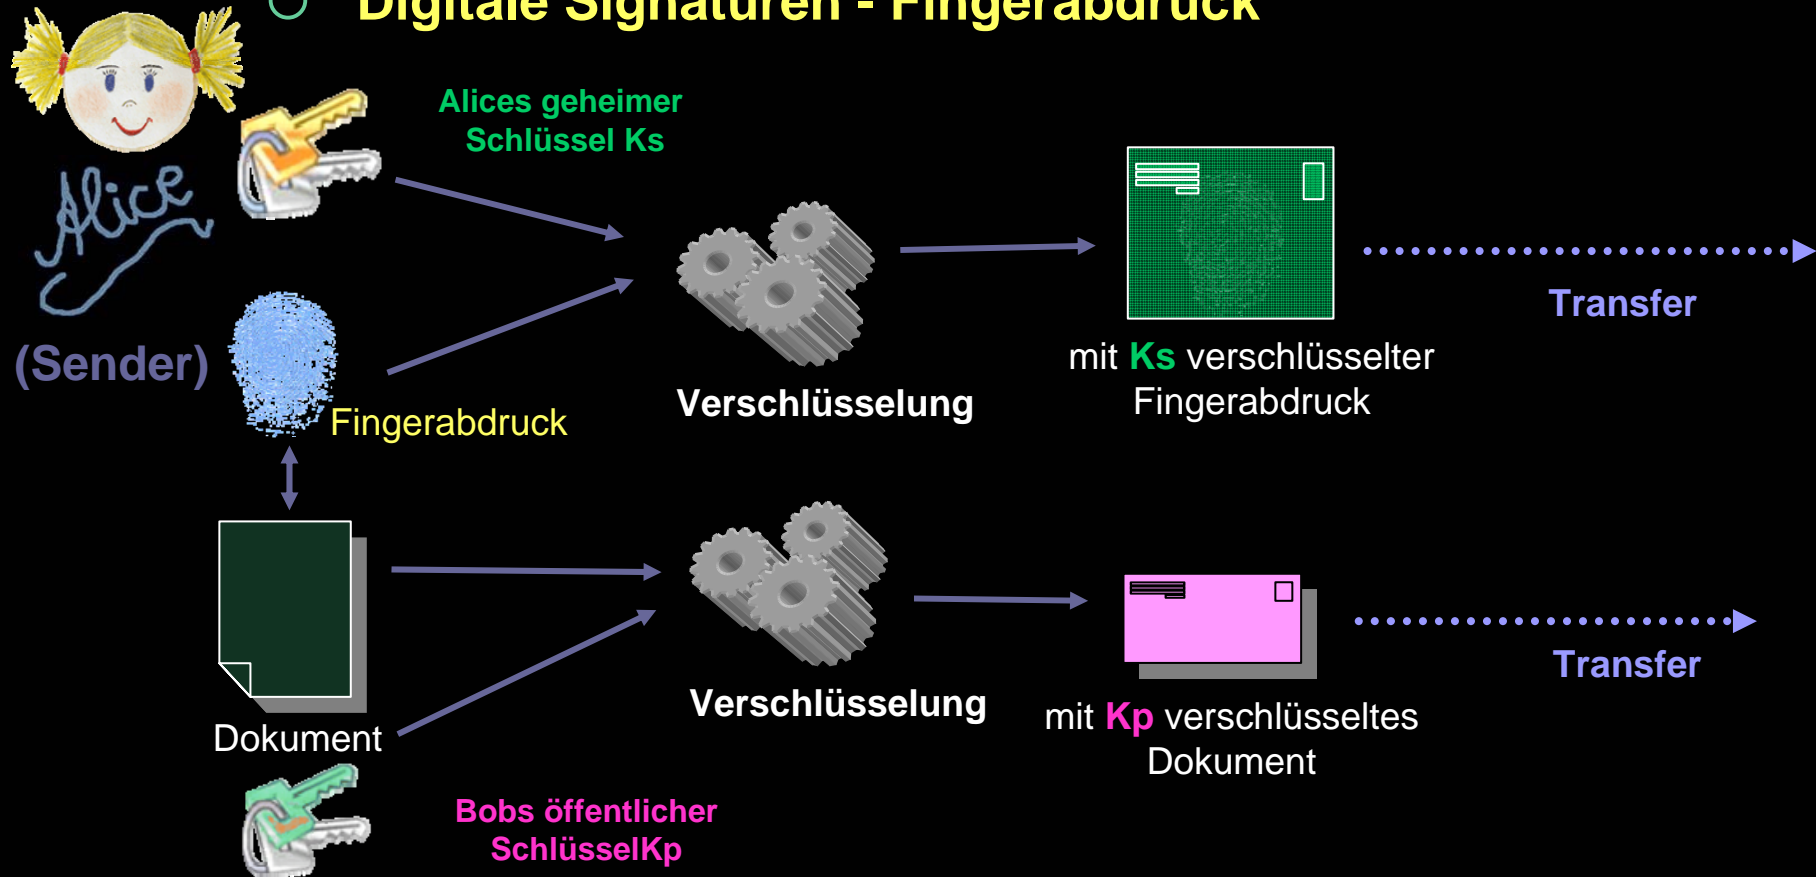 Digitale Signaturen - Fingerabdruck
Alices geheimer
Schlüssel Ks
Alice
(Sender)
Fingerabdruck
Verschlüsselung
mit Ks verschlüsselter
Fingerabdruck
Transfer
Dokument
Verschlüsselung
mit Kp verschlüsseltes
Dokument
Transfer
Bobs öffentlicher
SchlüsselKp